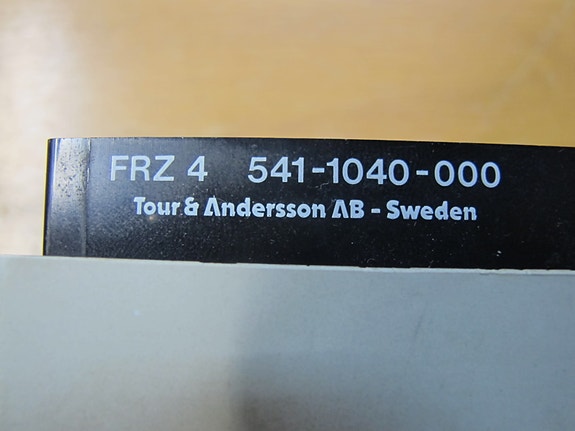 FRZ 4 541-1040-000
Tour & Andersson AB - Sweden